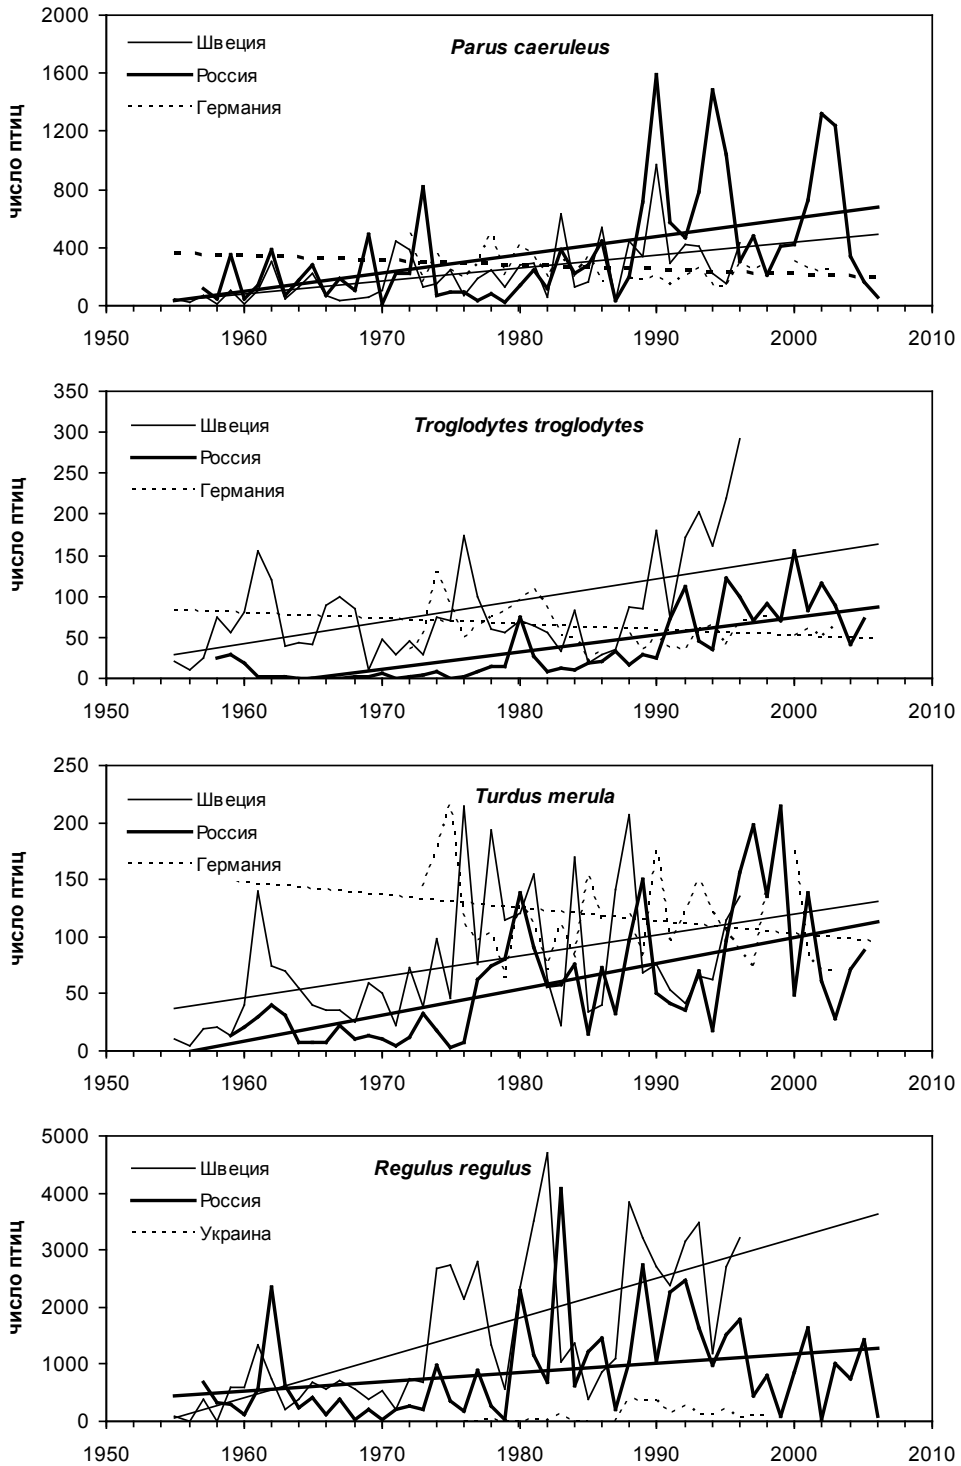 2000
Швеция
Parus caeruleus
1600
Россия
Германия
1200
число птиц
800
400
0
1950 1960 1970 1980 1990 2000 2010
350
Швеция
Troglodytes troglodytes
300
Россия
250
Германия
200
число птиц
150
100
50
0
1950 1960 1970 1980 1990 2000 2010
250
Швеция
Turdus merula
200
Россия
Германия
150
число птиц
100
50
0
1950 1960 1970 1980 1990 2000 2010
5000
Швеция
Regulus regulus
4000
Россия
Украина
3000
число птиц
2000
1000
0
1950 1960 1970 1980 1990 2000 2010